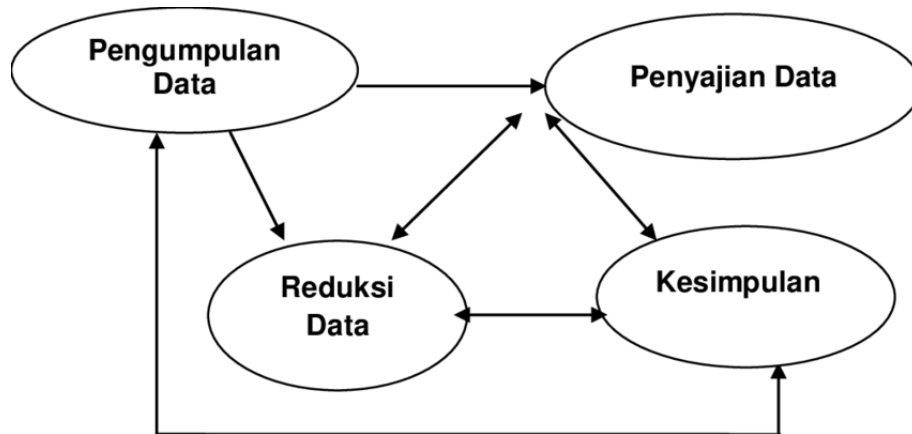 Pengumpulan
Data
Penyajian Data
Reduksi
Data
Kesimpulan